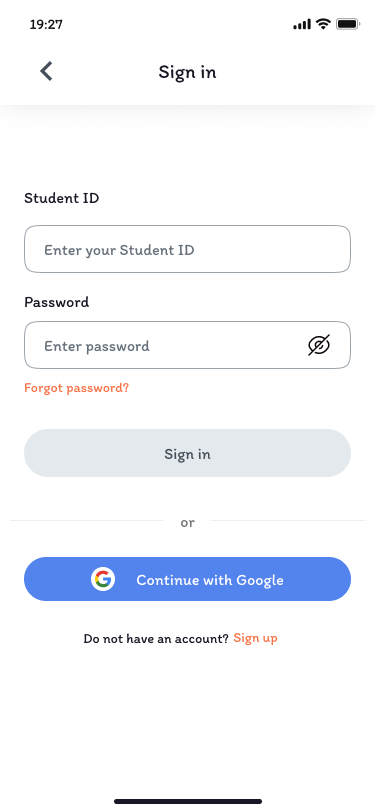 19:27
Sign in
Student ID
Enter your Student ID
Password
Enter password
Forgot password?
Sign in
or
Continue with Google
Do not have an account? Sign up